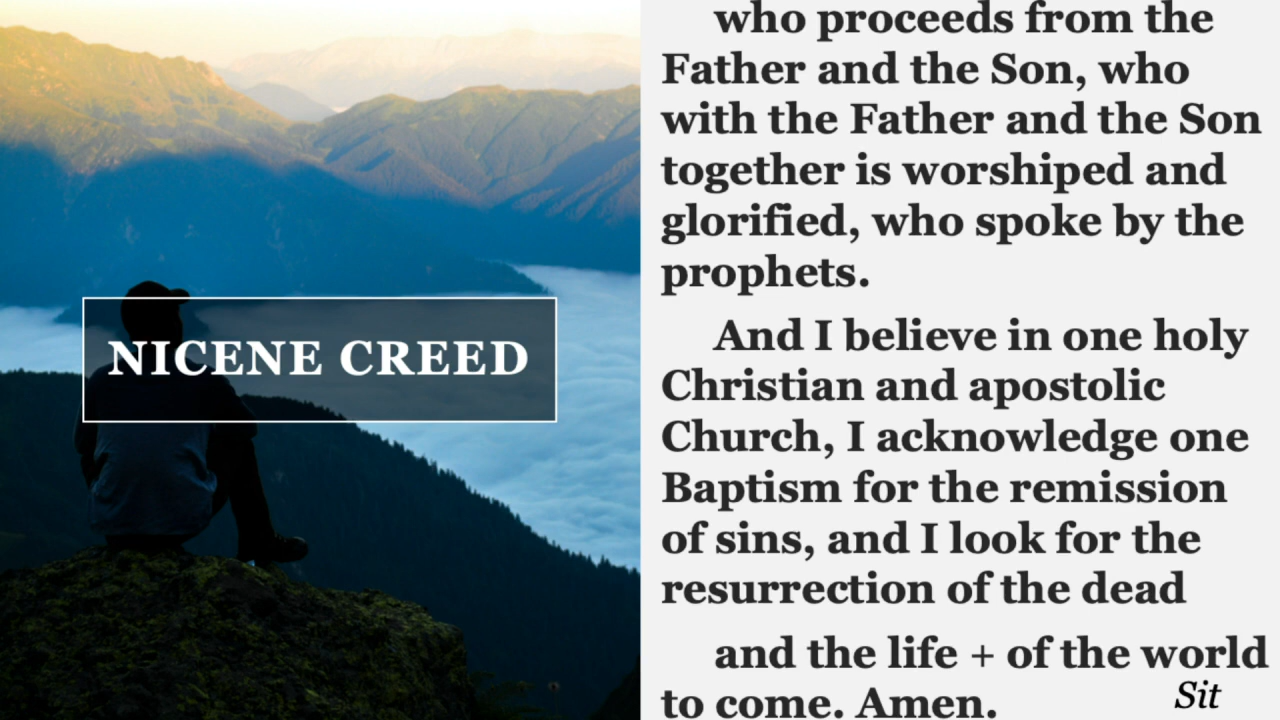 NICENE CREED
who proceeds from the
Father and the Son, who
with the Father and the Son
together is worshiped and
glorified, who spoke by the
prophets.
And I believe in one holy
Christian and apostolic
Church, I acknowledge one
Baptism for the remission
of sins, and I look for the
resurrection of the dead
and the life + of the world
to come. Amen.
Sit